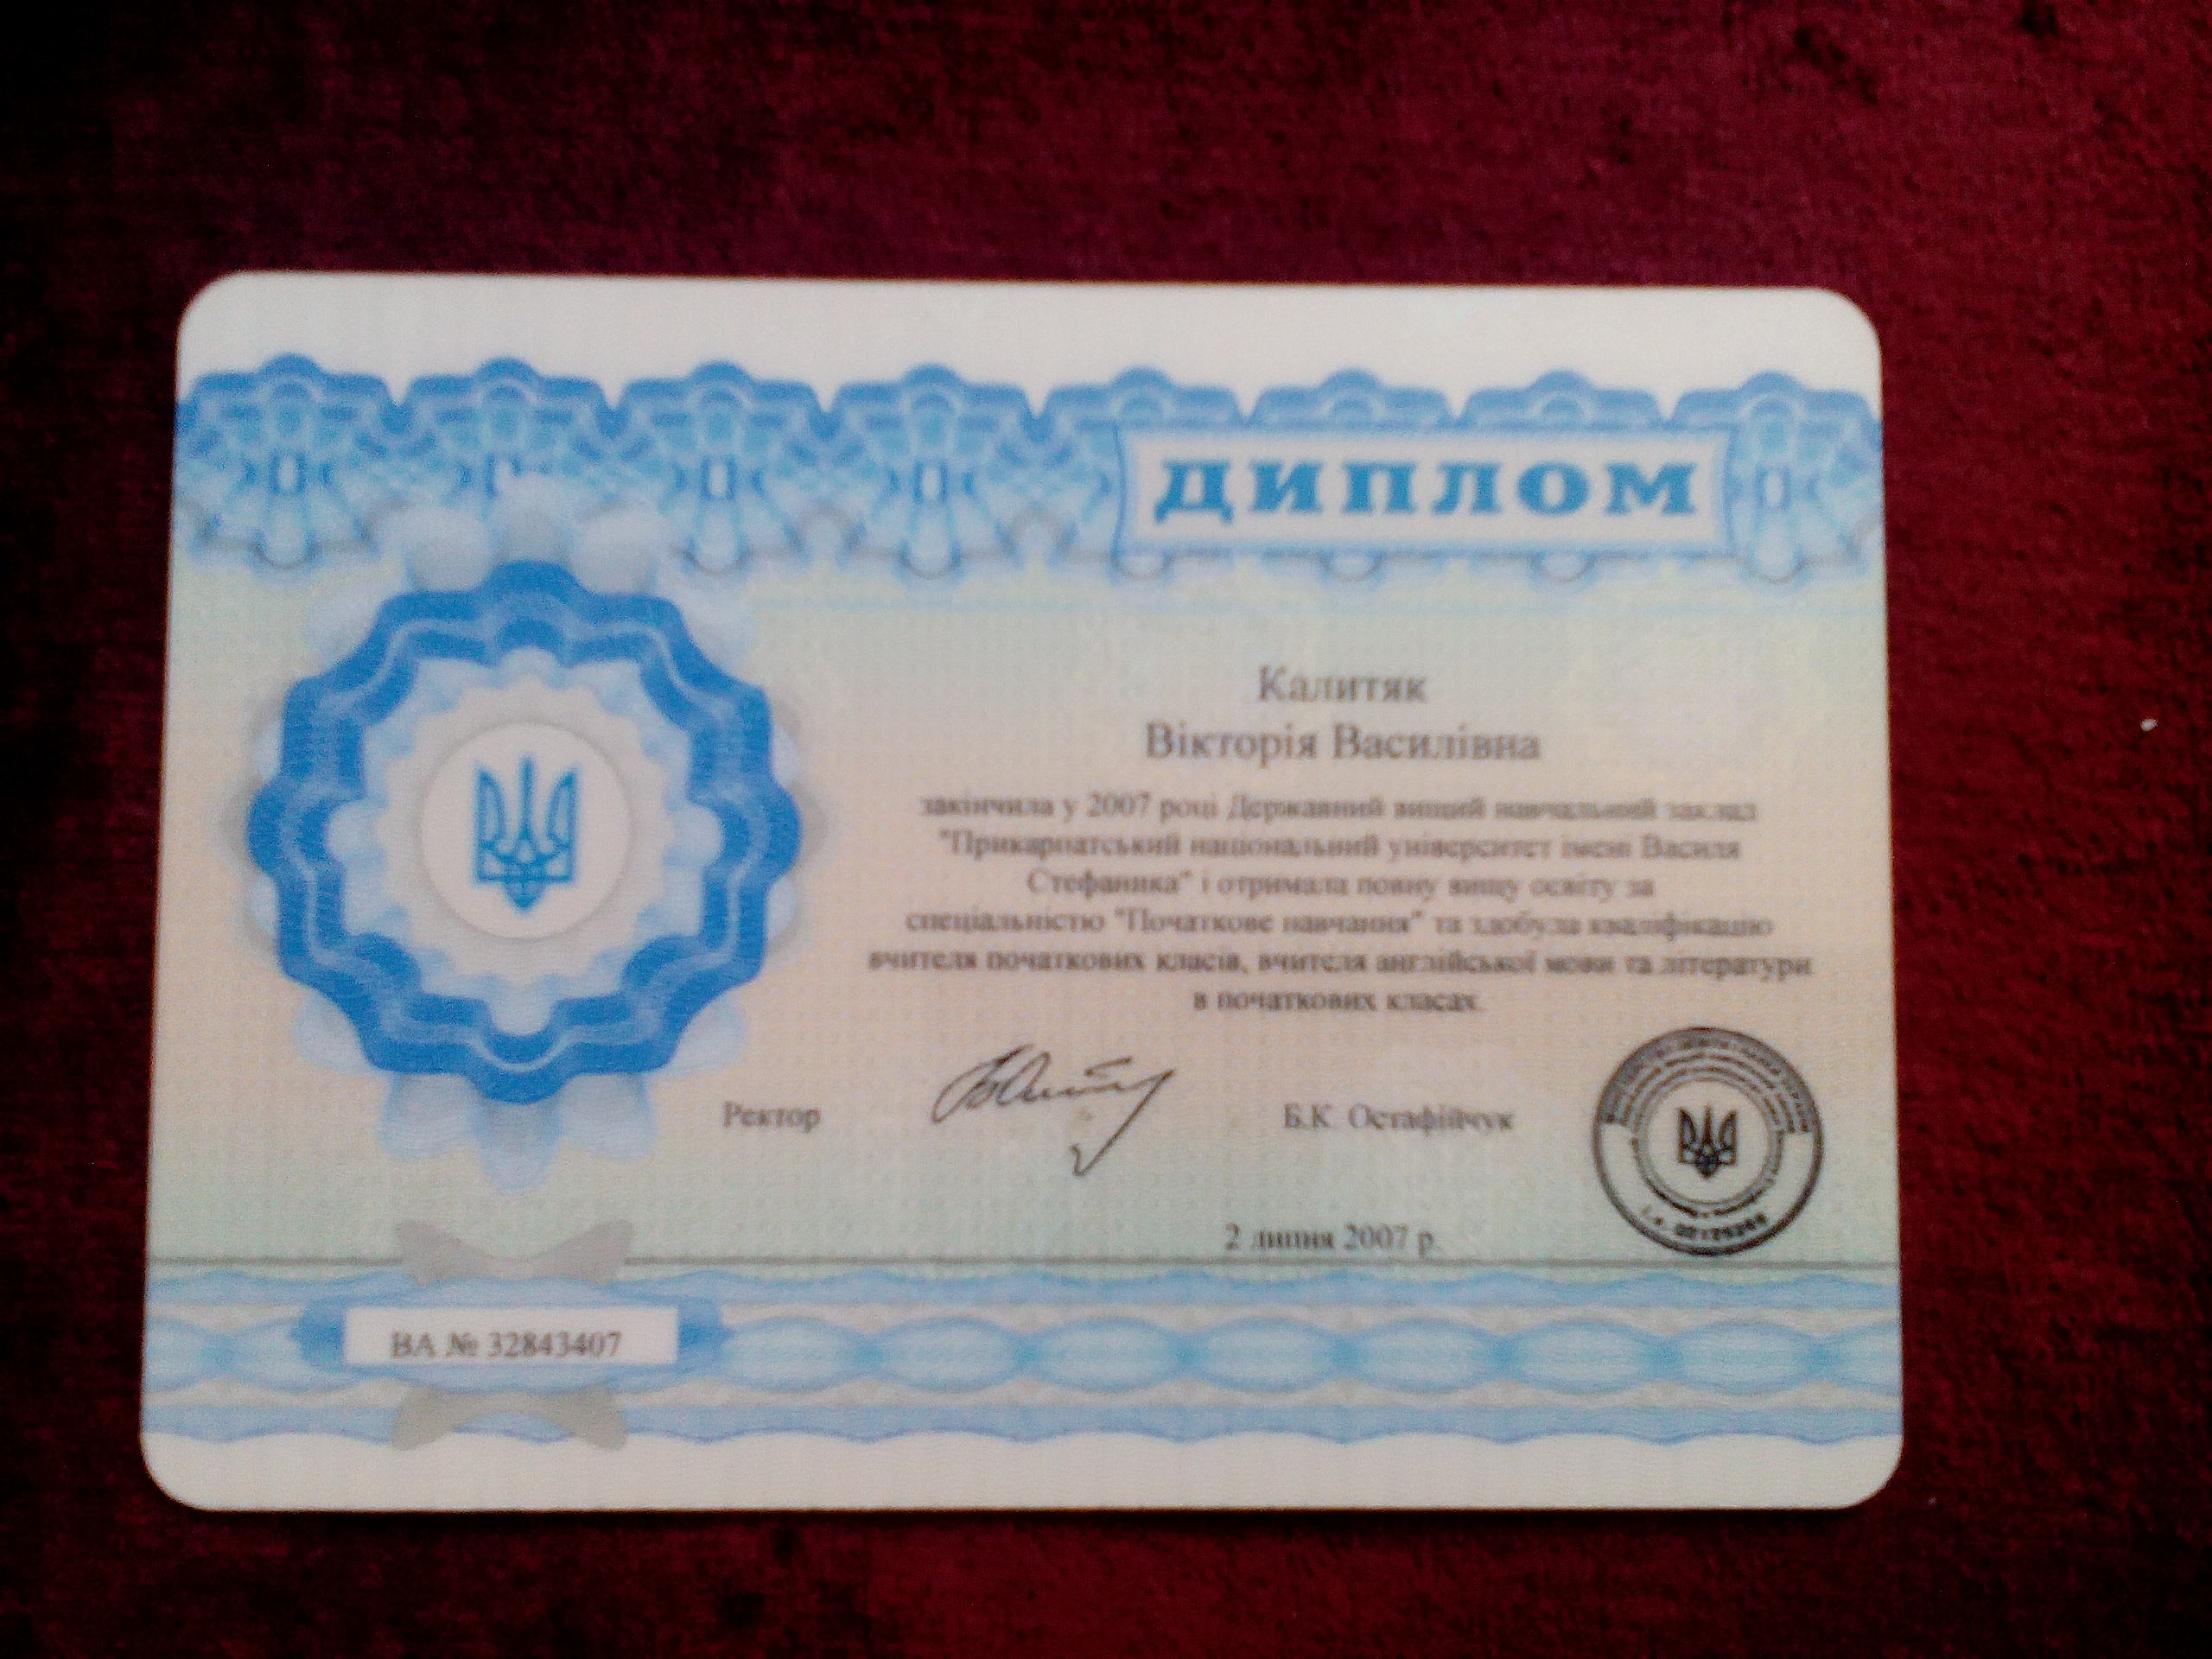 ДИПЛОМ
Калитяк
Вікторія Василівна
закінчила у 2007 році Державний вищий навчальний заклад
"Прикарпатський національний університет імені Василя
Стефаника" і отримала повну вищу освіту за
спеціальністю "Початкове навчання" та здобула кваліфікацію
вчителя початкових класів, вчителя англійської мови та літератури
в початкових класах.
Ректор
Б.К. Остафійчук
2 липня 2007 р.
ВА № 32843407